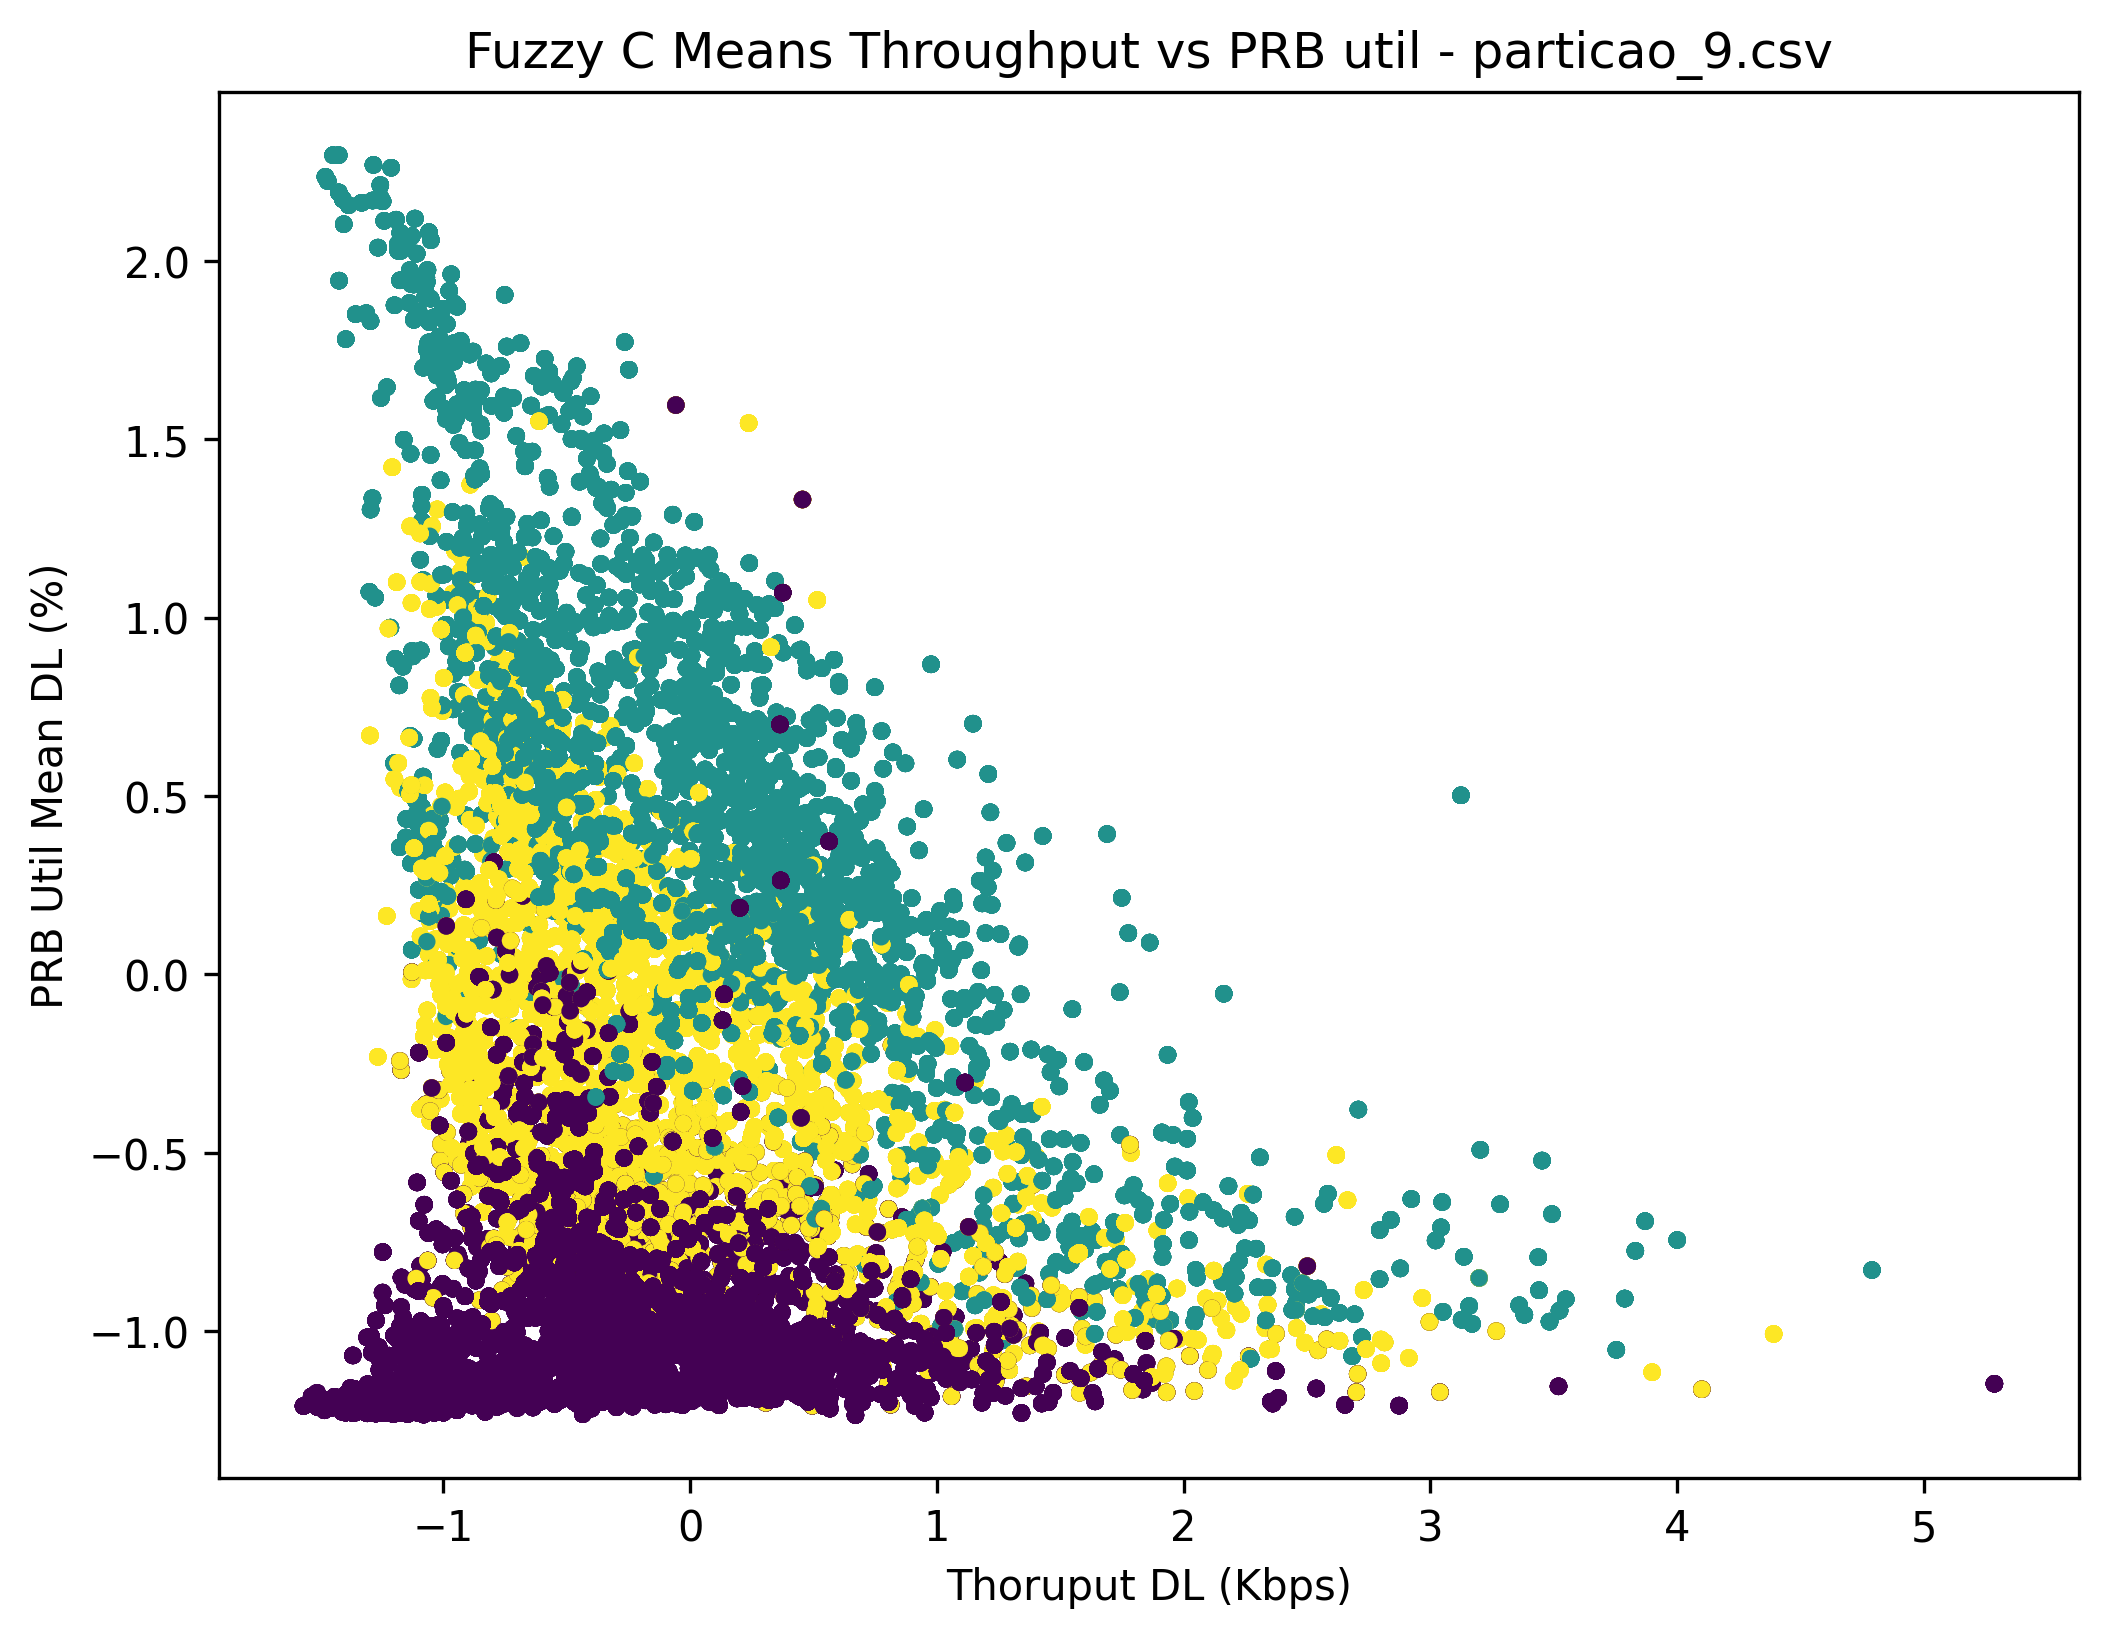 Fuzzy C Means Throughput vs PRB util - particao_9.csv
PRB Util Mean DL (%)
2.0
1.5
1.0
0.5
0.0
−0.5
−1.0
−1 0 1 2 3 4 5
Thoruput DL (Kbps)